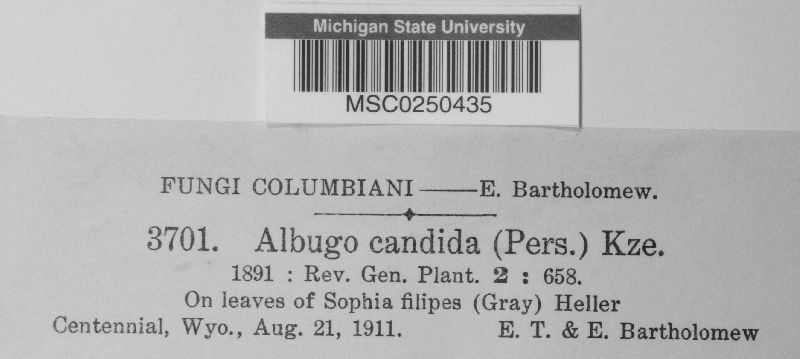 Michigan State University
MSC0250435
FUNGI COLUMBIANI —— E. Bartholomew.
3701. Albugo candida (Pers.) Kze.
1891 : Rev. Gen. Plant. 2 : 658.
On leaves of Sophia filipes (Gray) Heller
Centennial, Wyo., Aug. 21, 1911. E. T. & E. Bartholomew